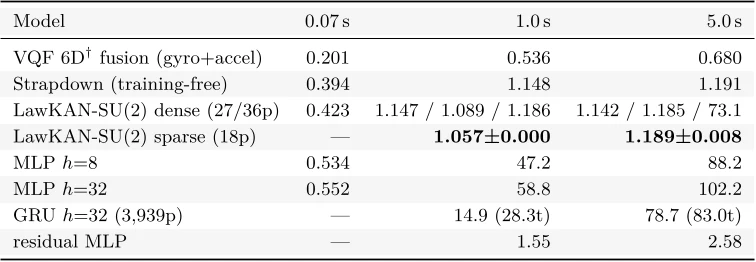 Model 0.07 s 1.0 s 5.0 s
VQF 6D† fusion (gyro+accel) 0.201 0.536 0.680
Strapdown (training-free) 0.394 1.148 1.191
LawKAN-SU(2) dense (27/36p) 0.423 1.147 / 1.089 / 1.186 1.142 / 1.185 / 73.1
LawKAN-SU(2) sparse (18p) — 1.057±0.000 1.189±0.008
MLP h=8 0.534 47.2 88.2
MLP h=32 0.552 58.8 102.2
GRU h=32 (3,939p) — 14.9 (28.3t) 78.7 (83.0t)
residual MLP — 1.55 2.58